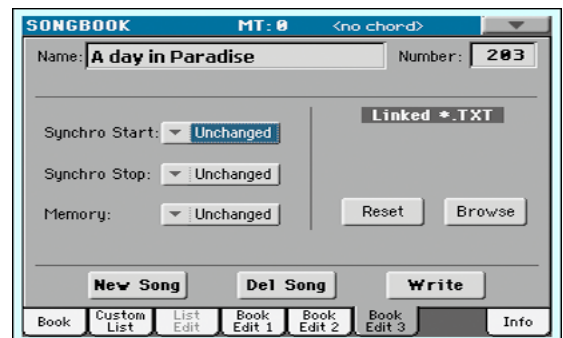 SONGBOOK MT:0 <no chord>
Name: A day in Paradise Number: 203
Linked *.TXT
Synchro Start: Unchanged
Synchro Stop: Unchanged
Memory: Unchanged Reset Browse
New Song Del Song Write
Book Custom List List Edit Book Edit 1 Book Edit 2 Book Edit 3 Info